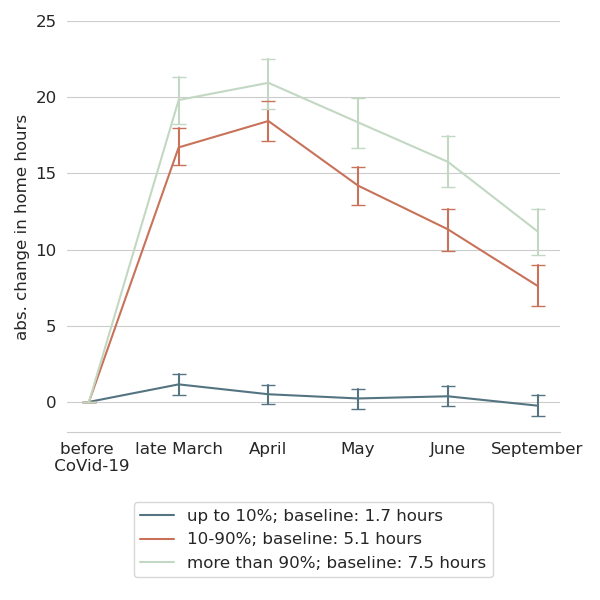 25
20
15
10
5
0
abs. change in home hours
before late March April May June September
CoVid-19
up to 10%; baseline: 1.7 hours
10-90%; baseline: 5.1 hours
more than 90%; baseline: 7.5 hours